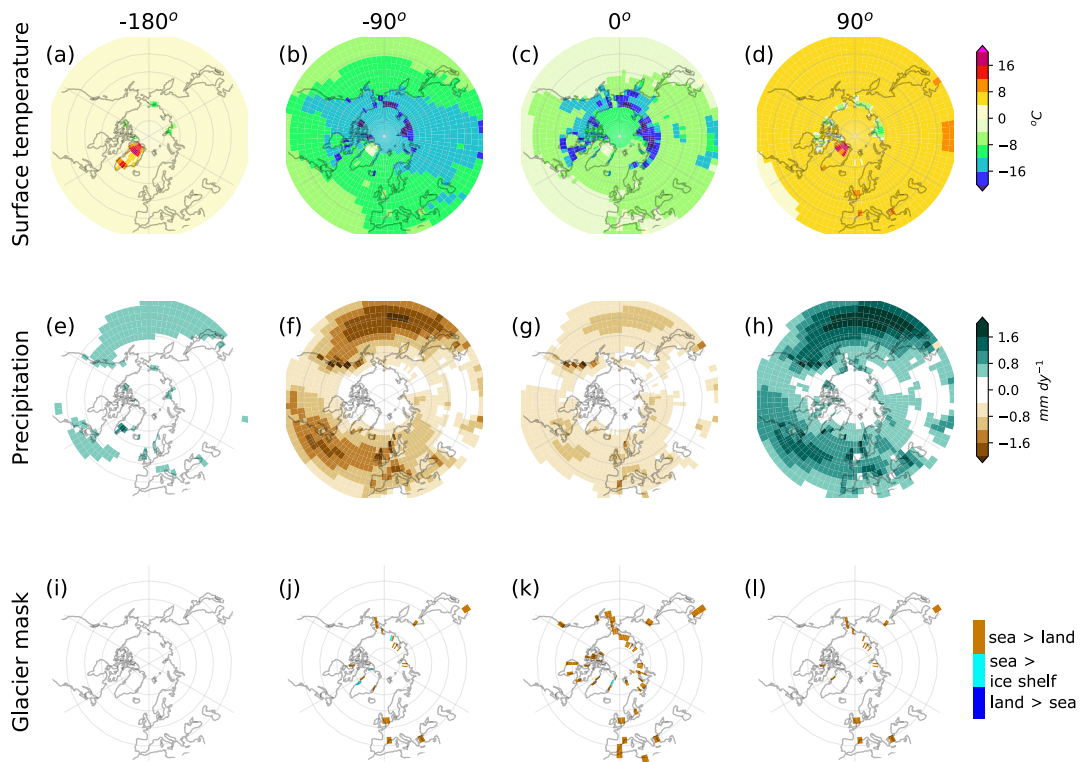 -180° -90° 0° 90°
Surface temperature
(a) (b) (c) (d)
16
8
0
−8
−16
°C
Precipitation
(e) (f) (g) (h)
1.6
0.8
0.0
−0.8
−1.6
mm dy⁻¹
Glacier mask
(i) (j) (k) (l)
sea > land
sea >
ice shelf
land > sea